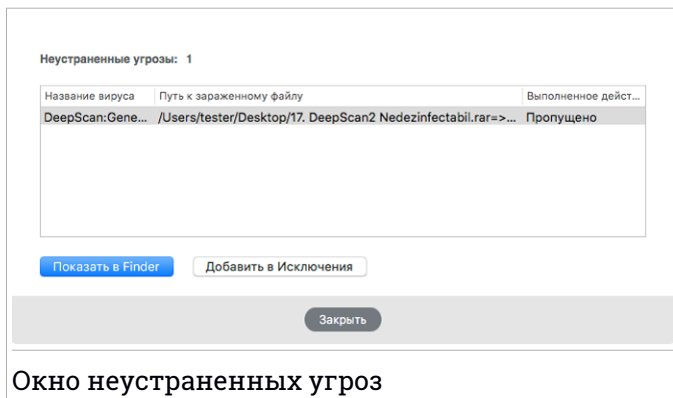 Неустраненные угрозы: 1
Название вируса Путь к зараженному файлу Выполненное дейст...
DeepScan:Gene... /Users/tester/Desktop/17. DeepScan2 Nedezinfectabil.rar=>... Пропущено
Показать в Finder Добавить в Исключения
Закрыть
Окно неустраненных угроз